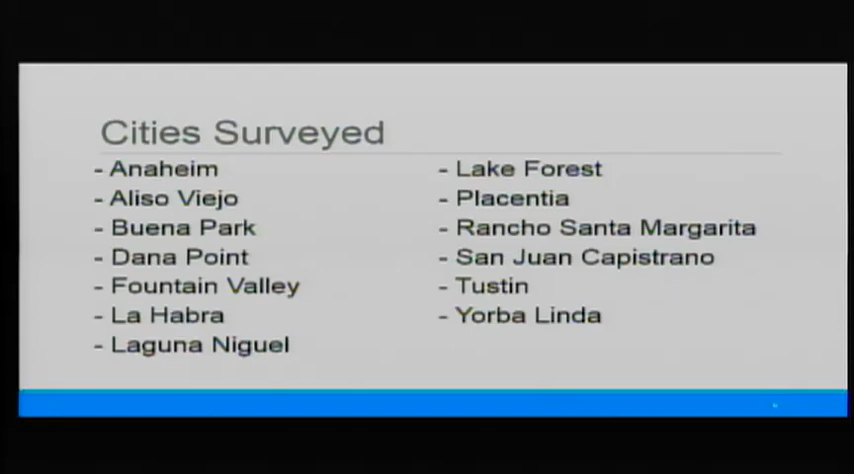 Cities Surveyed
- Anaheim
- Aliso Viejo
- Buena Park
- Dana Point
- Fountain Valley
- La Habra
- Laguna Niguel
- Lake Forest
- Placentia
- Rancho Santa Margarita
- San Juan Capistrano
- Tustin
- Yorba Linda